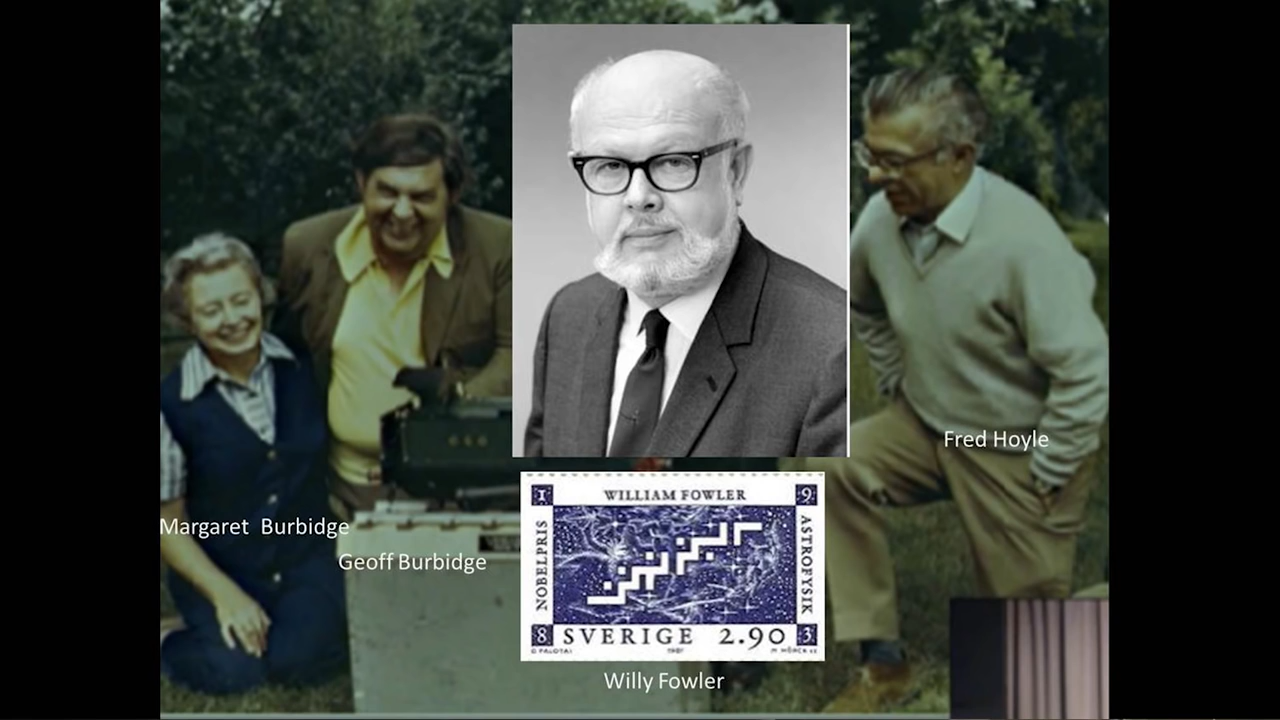 Fred Hoyle
Margaret Burbidge
Geoff Burbidge
1 WILLIAM FOWLER 9
NOBELPRIS
ASTROFYSIK
8 SVERIGE 2.90 3
1987
Willy Fowler